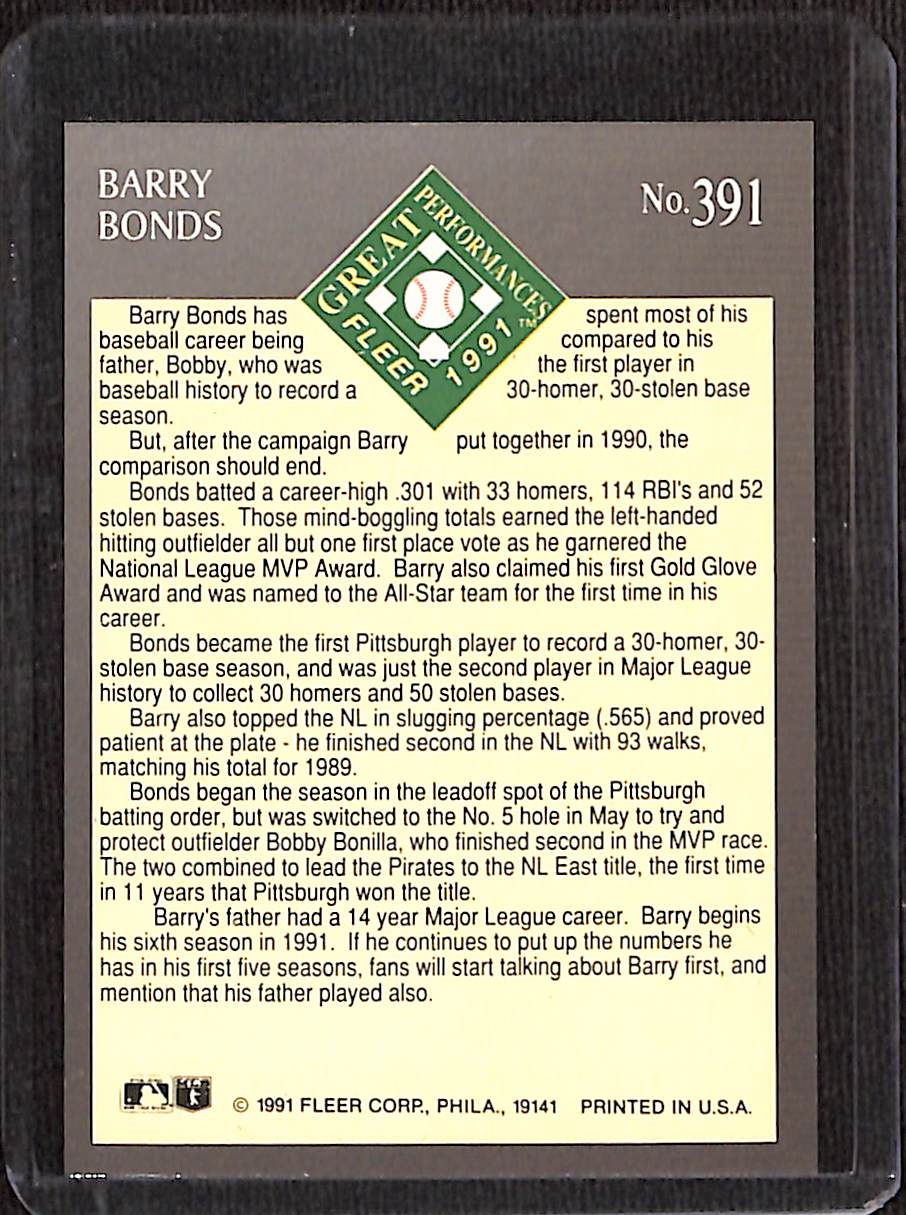 BARRY
BONDS
No.391
GREAT
PERFORMANCES
FLEER
1991
TM
Barry Bonds has spent most of his
baseball career being compared to his
father, Bobby, who was the first player in
baseball history to record a 30-homer, 30-stolen base
season.
But, after the campaign Barry put together in 1990, the
comparison should end.
Bonds batted a career-high .301 with 33 homers, 114 RBI's and 52
stolen bases. Those mind-boggling totals earned the left-handed
hitting outfielder all but one first place vote as he garnered the
National League MVP Award. Barry also claimed his first Gold Glove
Award and was named to the All-Star team for the first time in his
career.
Bonds became the first Pittsburgh player to record a 30-homer, 30-
stolen base season, and was just the second player in Major League
history to collect 30 homers and 50 stolen bases.
Barry also topped the NL in slugging percentage (.565) and proved
patient at the plate - he finished second in the NL with 93 walks,
matching his total for 1989.
Bonds began the season in the leadoff spot of the Pittsburgh
batting order, but was switched to the No. 5 hole in May to try and
protect outfielder Bobby Bonilla, who finished second in the MVP race.
The two combined to lead the Pirates to the NL East title, the first time
in 11 years that Pittsburgh won the title.
Barry's father had a 14 year Major League career. Barry begins
his sixth season in 1991. If he continues to put up the numbers he
has in his first five seasons, fans will start talking about Barry first, and
mention that his father played also.
© 1991 FLEER CORP., PHILA., 19141 PRINTED IN U.S.A.